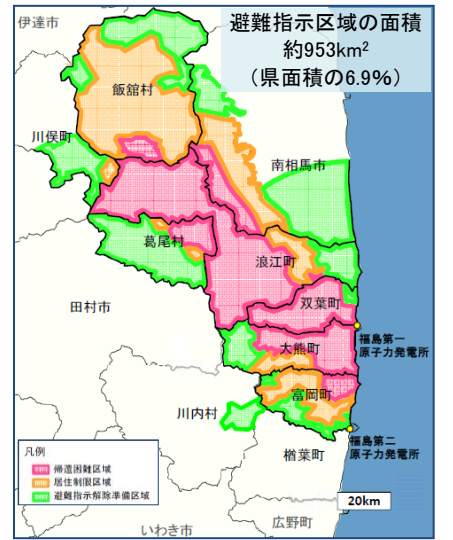 伊達市
避難指示区域の面積
約953km²
(県面積の6.9%)
飯舘村
川俣町
南相馬市
葛尾村
浪江町
田村市
双葉町
福島第一
原子力発電所
大熊町
富岡町
川内村
福島第二
原子力発電所
楢葉町
凡例
帰還困難区域
居住制限区域
避難指示解除準備区域
20km
いわき市
広野町